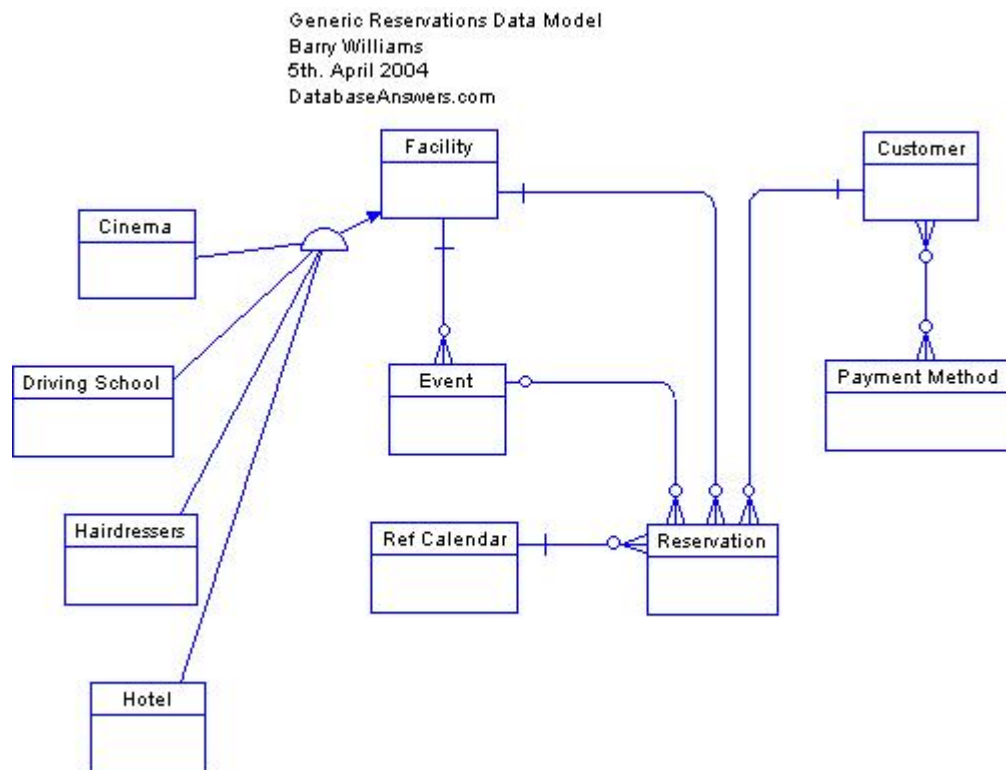 Generic Reservations Data Model
Barry Williams
5th. April 2004
DatabaseAnswers.com
Facility
Customer
Cinema
Driving School
Event
Payment Method
Hairdressers
Ref Calendar
Reservation
Hotel